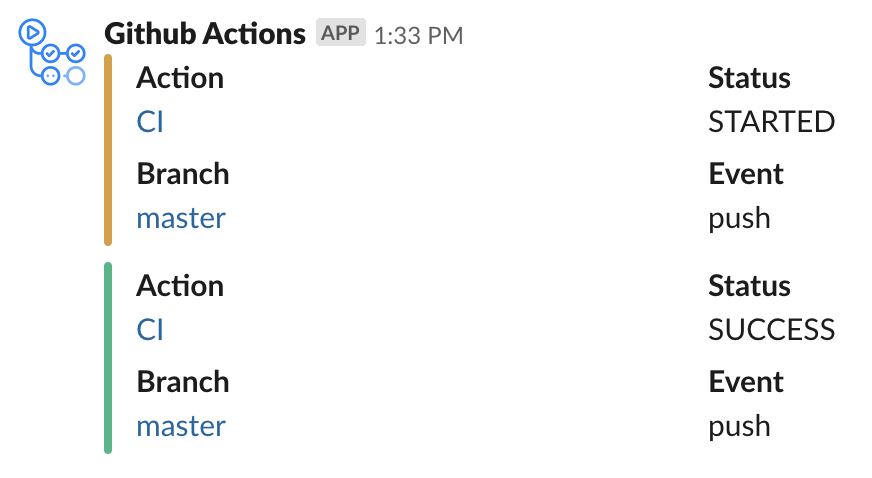 Github Actions APP 1:33 PM
Action Status
CI STARTED
Branch Event
master push
Action Status
CI SUCCESS
Branch Event
master push